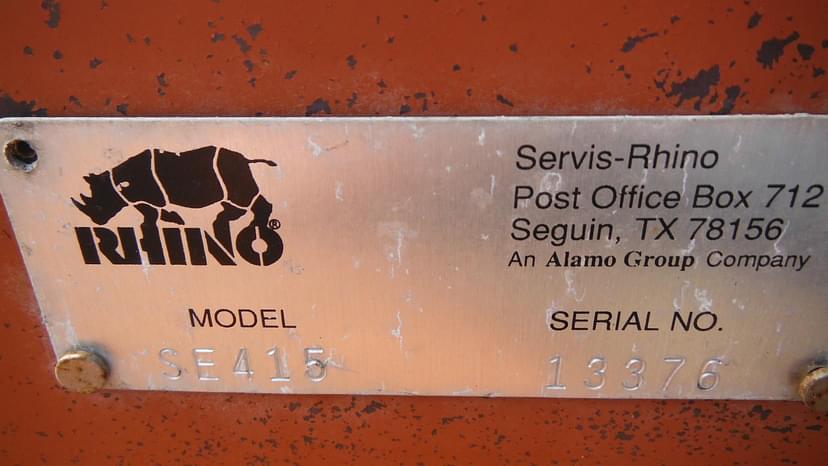 RHINO®
Servis-Rhino
Post Office Box 712
Seguin, TX 78156
An Alamo Group Company
MODEL
SE415
SERIAL NO.
13376